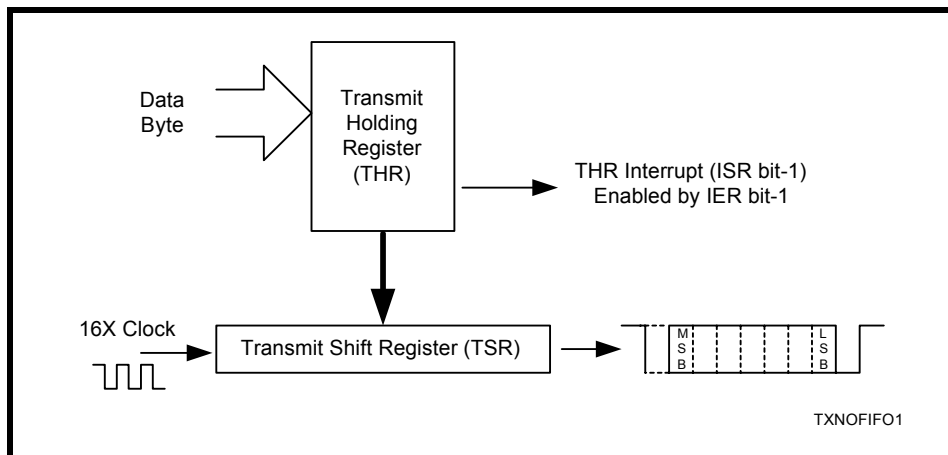 Data
Byte
Transmit
Holding
Register
(THR)
THR Interrupt (ISR bit-1)
Enabled by IER bit-1
16X Clock
Transmit Shift Register (TSR)
M
S
B
L
S
B
TXNOFIFO1